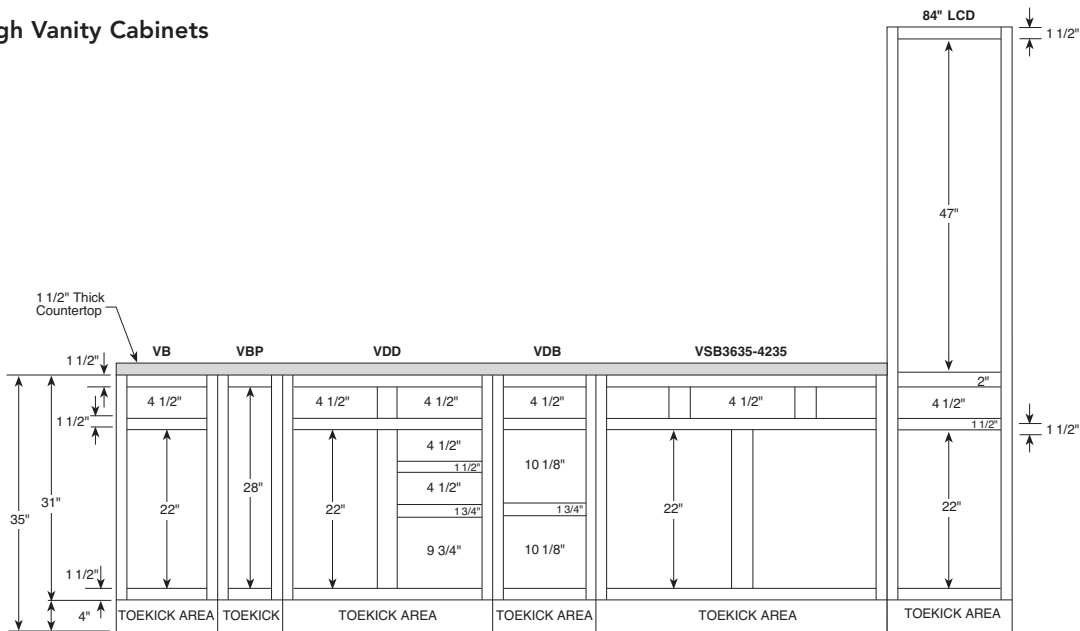 gh Vanity Cabinets
84" LCD
1 1/2"
47"
1 1/2" Thick
Countertop
VB
VBP
VDD
VDB
VSB3635-4235
1 1/2"
2"
4 1/2"
4 1/2"
4 1/2"
4 1/2"
4 1/2"
4 1/2"
1 1/2"
1 1/2"
1 1/2"
4 1/2"
1 1/2"
10 1/8"
4 1/2"
28"
31"
35"
22"
22"
1 3/4"
1 3/4"
22"
22"
9 3/4"
10 1/8"
1 1/2"
4"
TOEKICK AREA
TOEKICK
TOEKICK AREA
TOEKICK AREA
TOEKICK AREA
TOEKICK AREA